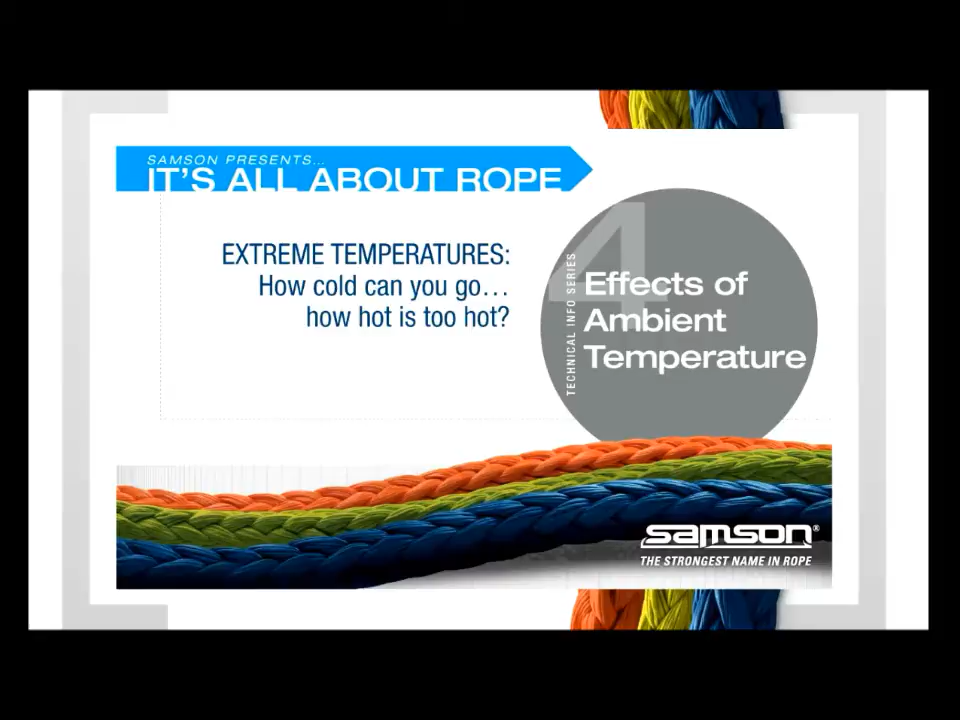 SAMSON PRESENTS...
IT'S ALL ABOUT ROPE
EXTREME TEMPERATURES:
How cold can you go...
how hot is too hot?
4
TECHNICAL INFO SERIES
Effects of
Ambient
Temperature
samson®
THE STRONGEST NAME IN ROPE